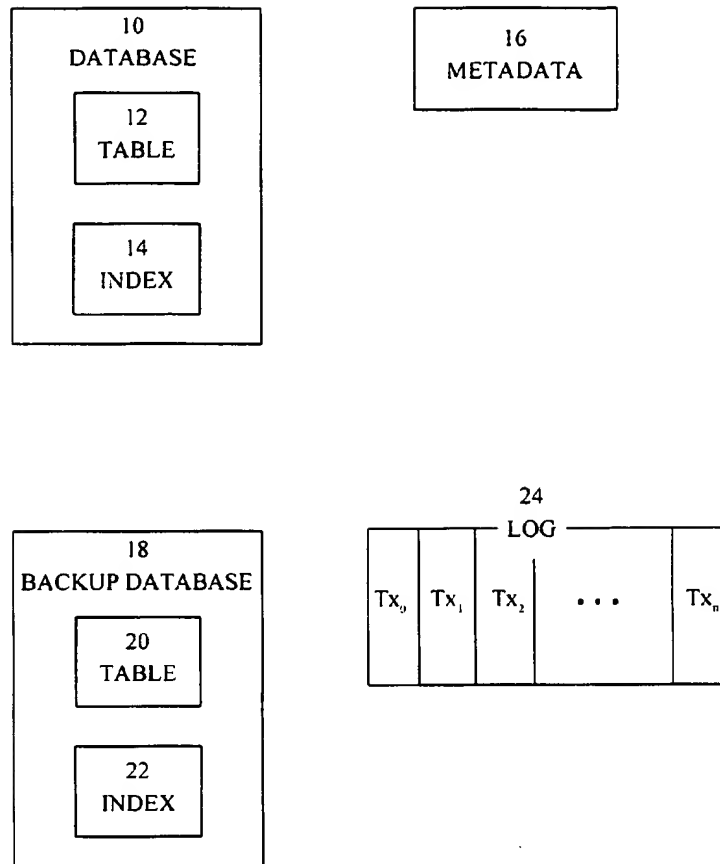 10
DATABASE
12
TABLE
14
INDEX
16
METADATA
18
BACKUP DATABASE
20
TABLE
22
INDEX
24
LOG
Tx₀ Tx₁ Tx₂ • • • Txₙ